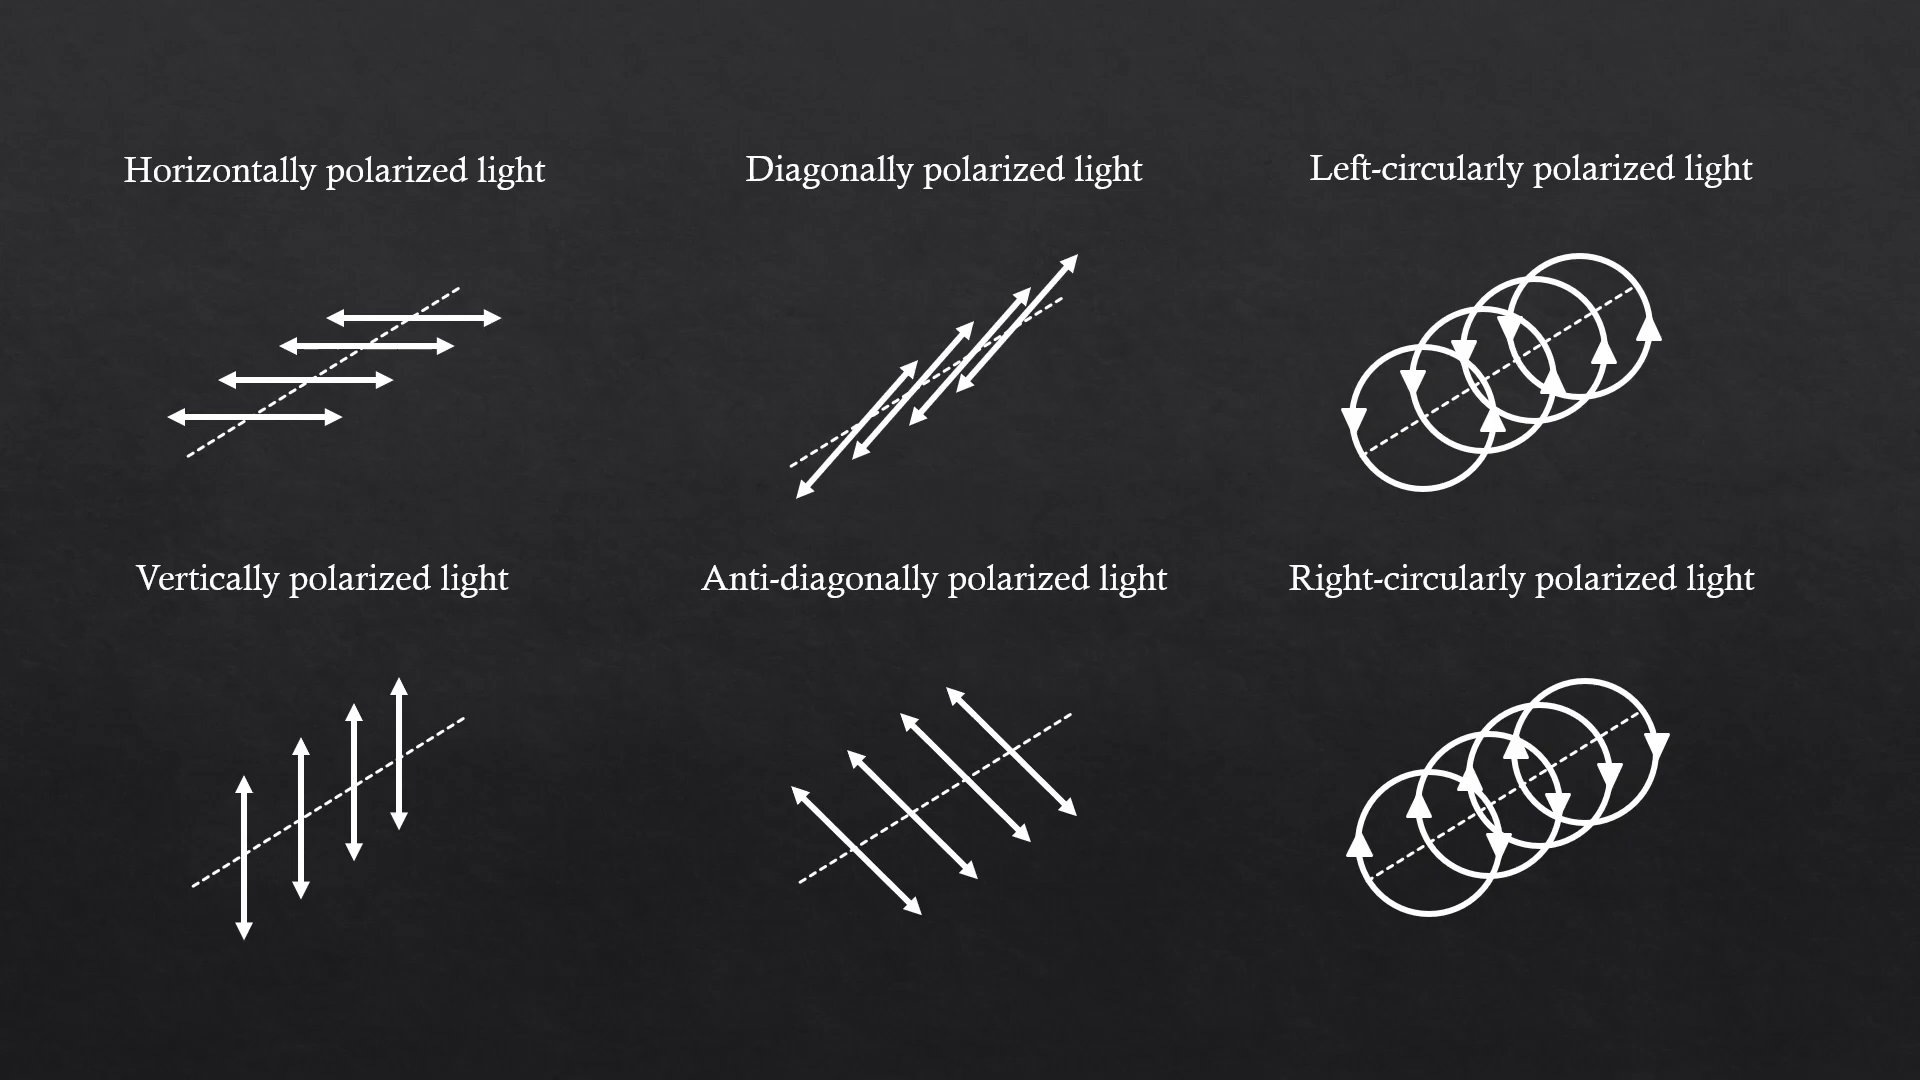 Horizontally polarized light
Diagonally polarized light
Left-circularly polarized light
Vertically polarized light
Anti-diagonally polarized light
Right-circularly polarized light